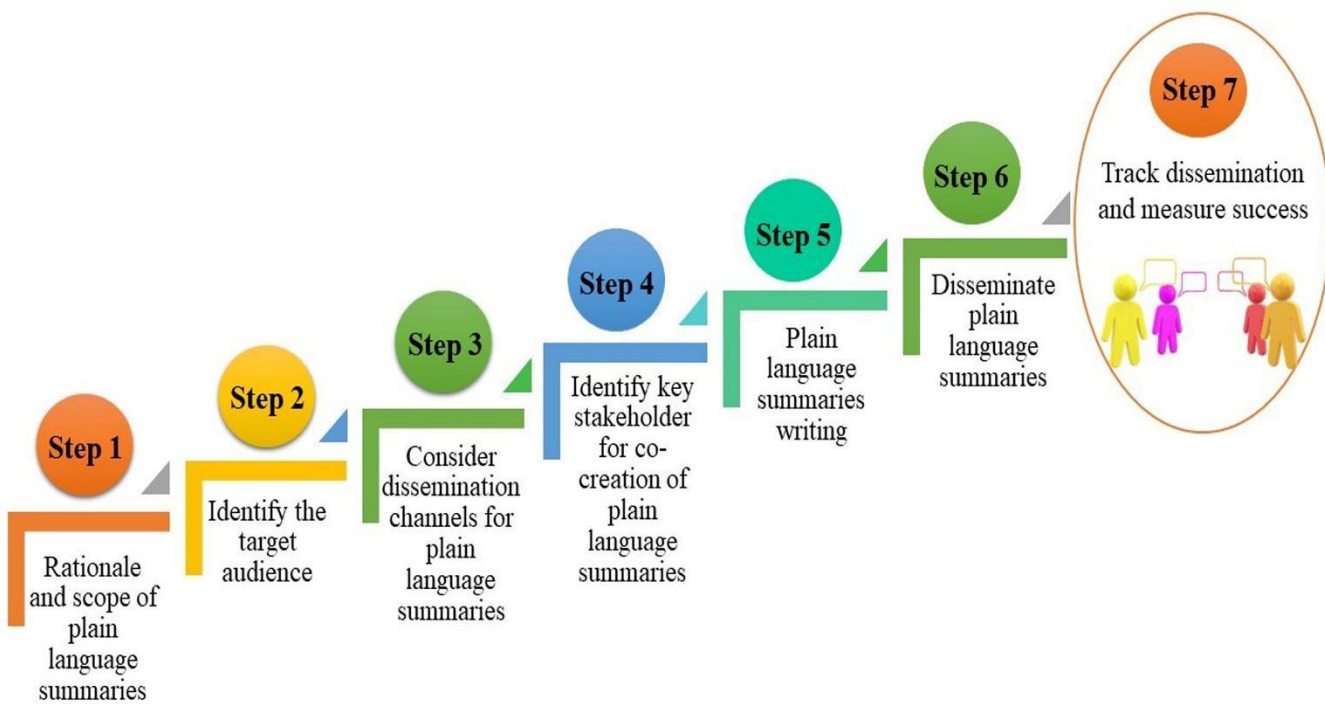 Step 1
Rationale
and scope of
plain
language
summaries
Step 2
Identify the
target
audience
Step 3
Consider
dissemination
channels for
plain
language
summaries
Step 4
Identify key
stakeholder
for co-
creation of
plain
language
summaries
Step 5
Plain
language
summaries
writing
Step 6
Disseminate
plain
language
summaries
Step 7
Track dissemination
and measure success